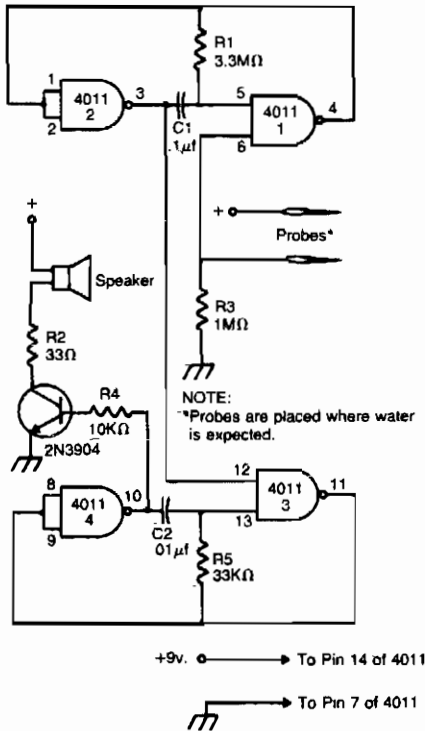 R1
3.3MΩ
1
2
4011
2
3
C1
.1µf
5
6
4011
1
4
+
+
Probes*
Speaker
R2
33Ω
R3
1MΩ
R4
10KΩ
NOTE:
*Probes are placed where water
is expected.
2N3904
12
13
4011
3
11
8
9
4011
4
10
C2
.01µf
R5
33KΩ
+9v.
To Pin 14 of 4011
To Pin 7 of 4011